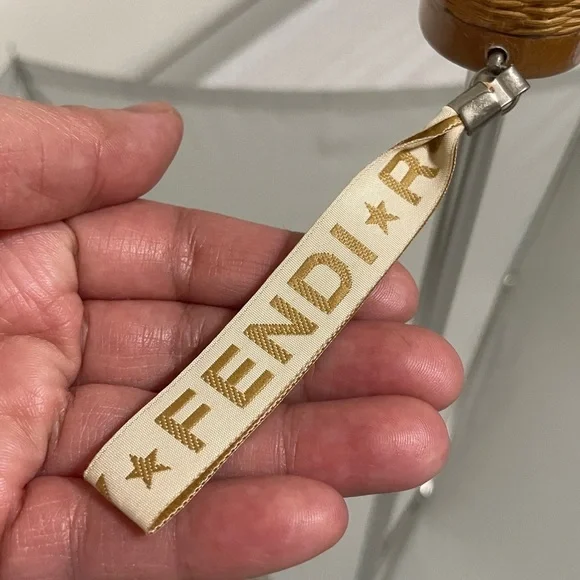 ★ FENDI ★ R